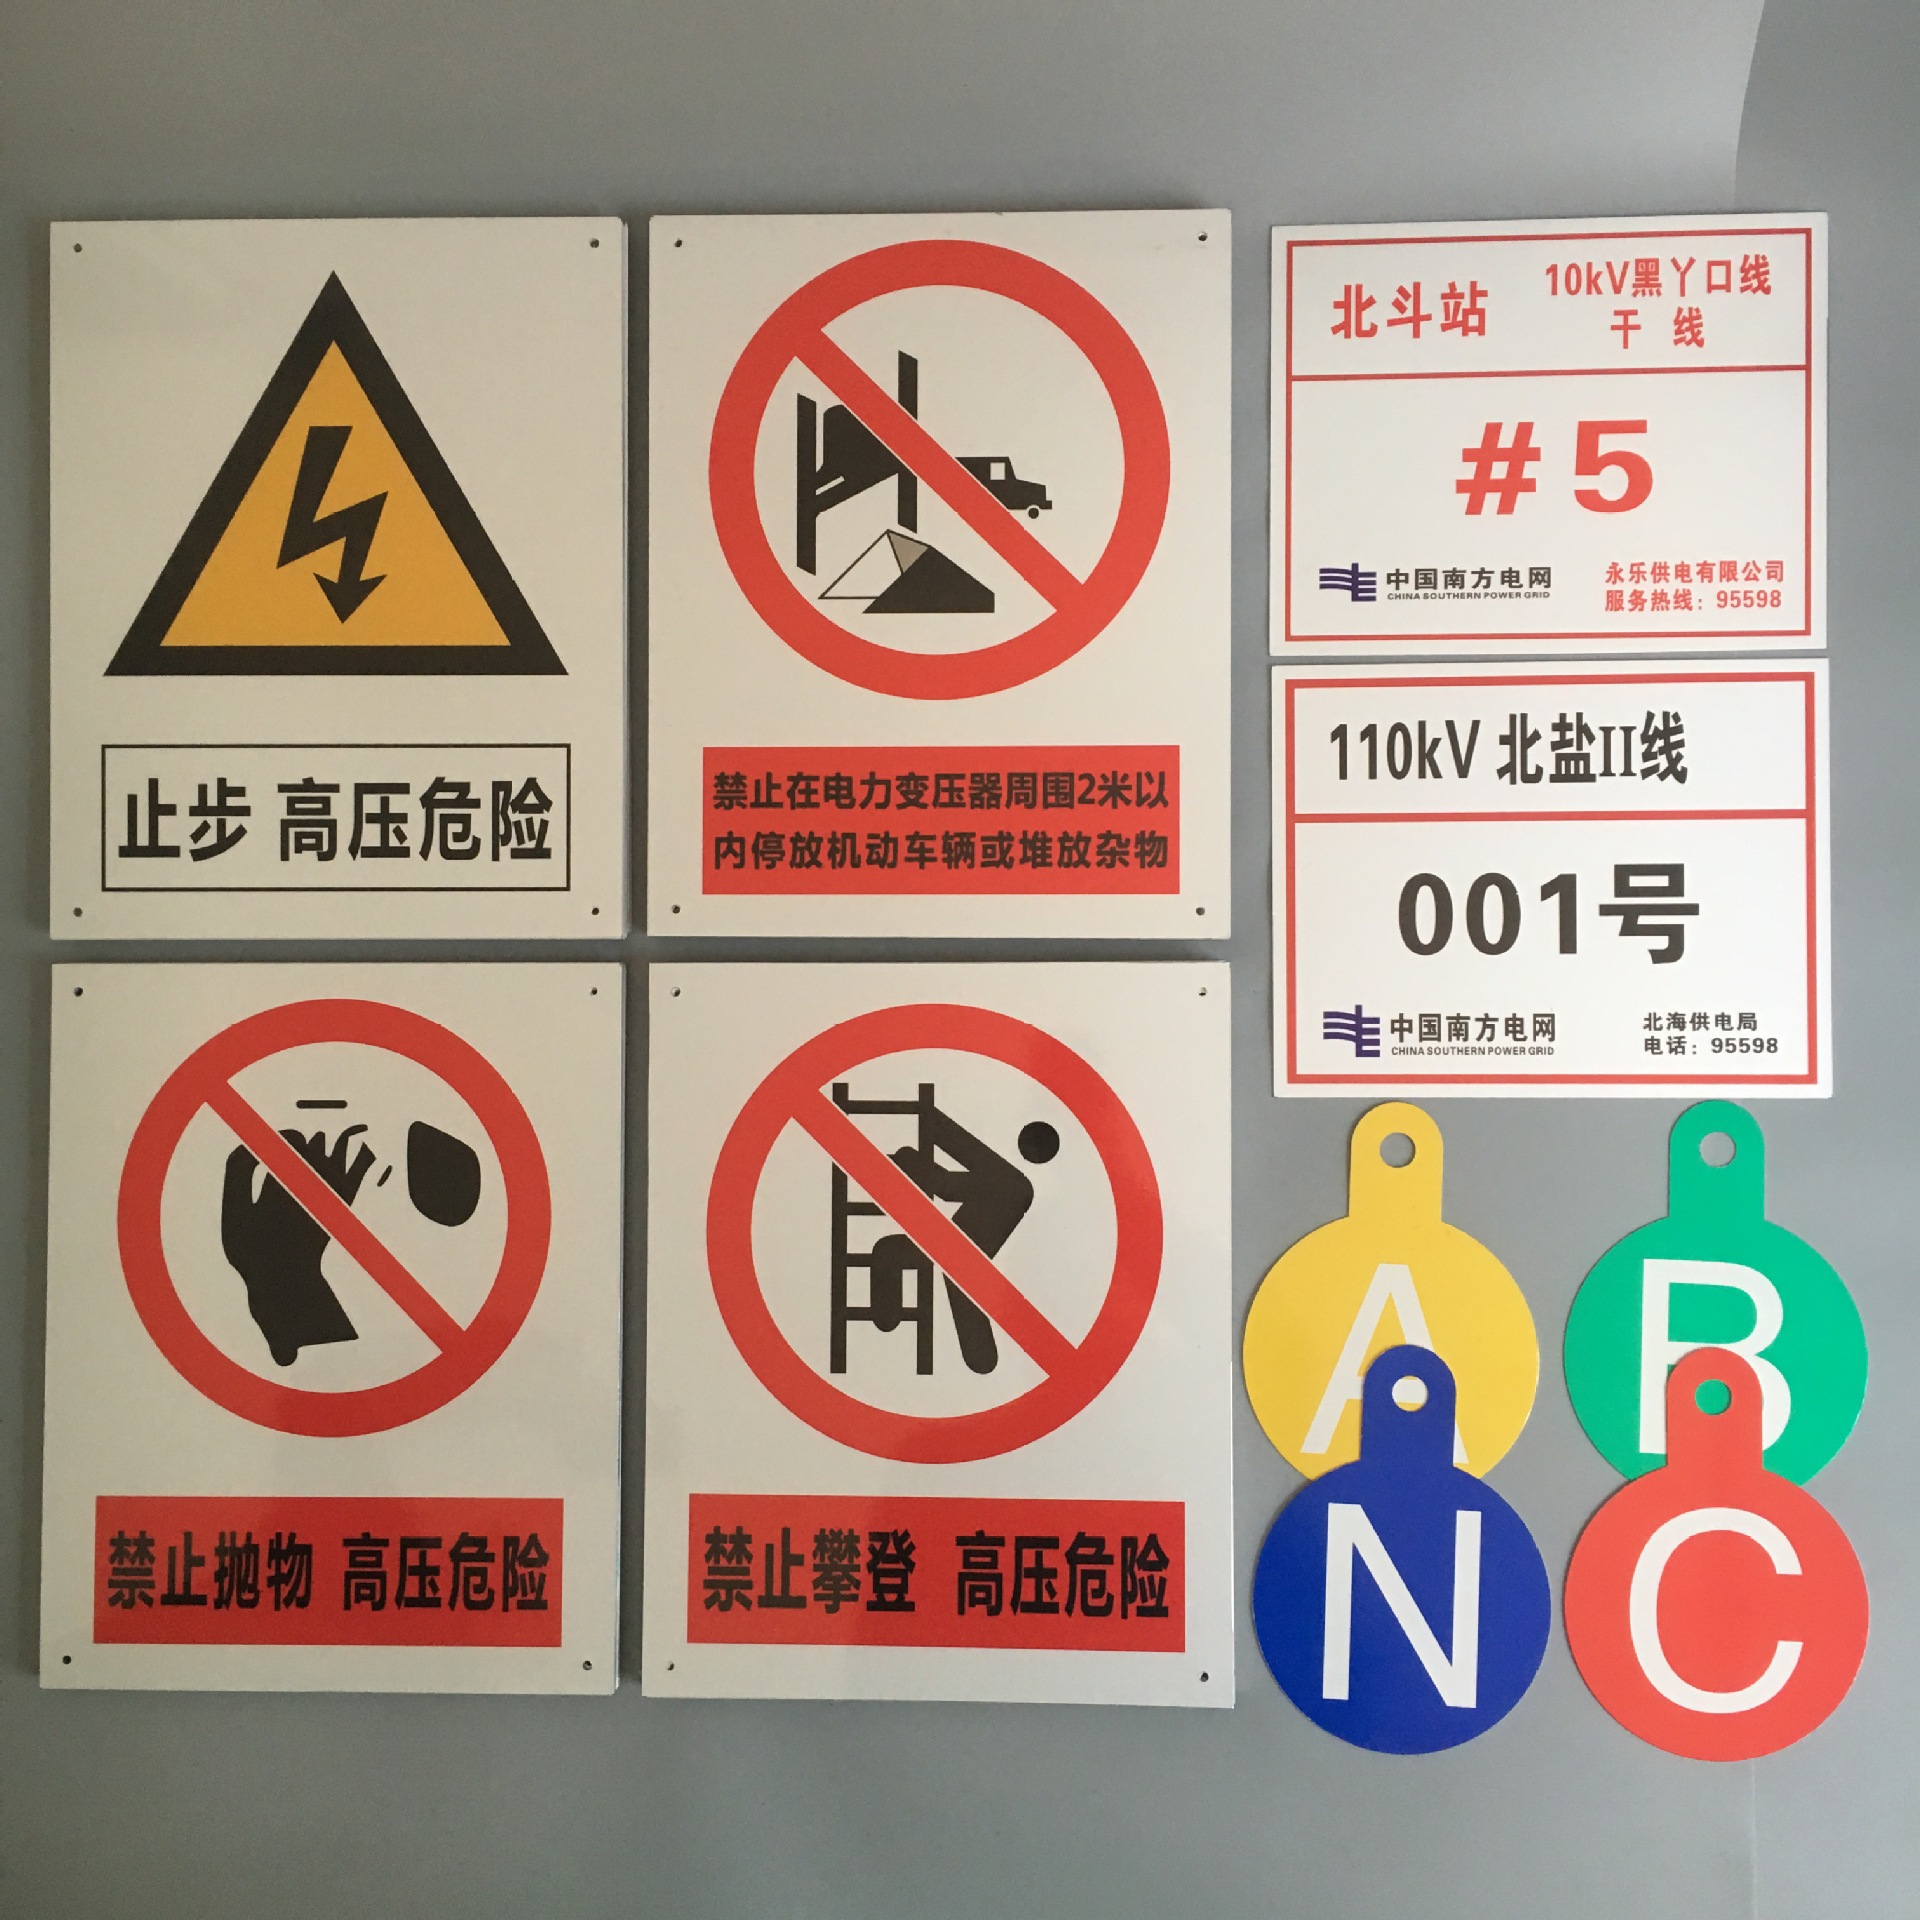 止步 高压危险
禁止在电力变压器周围2米以
内停放机动车辆或堆放杂物
北斗站
10kV黑丫口线
干 线
#5
中国南方电网
CHINA SOUTHERN POWER GRID
永乐供电有限公司
服务热线：95598
110kV 北盐II线
001号
中国南方电网
CHINA SOUTHERN POWER GRID
北海供电局
电话：95598
禁止抛物 高压危险
禁止攀登 高压危险
A
B
N
C